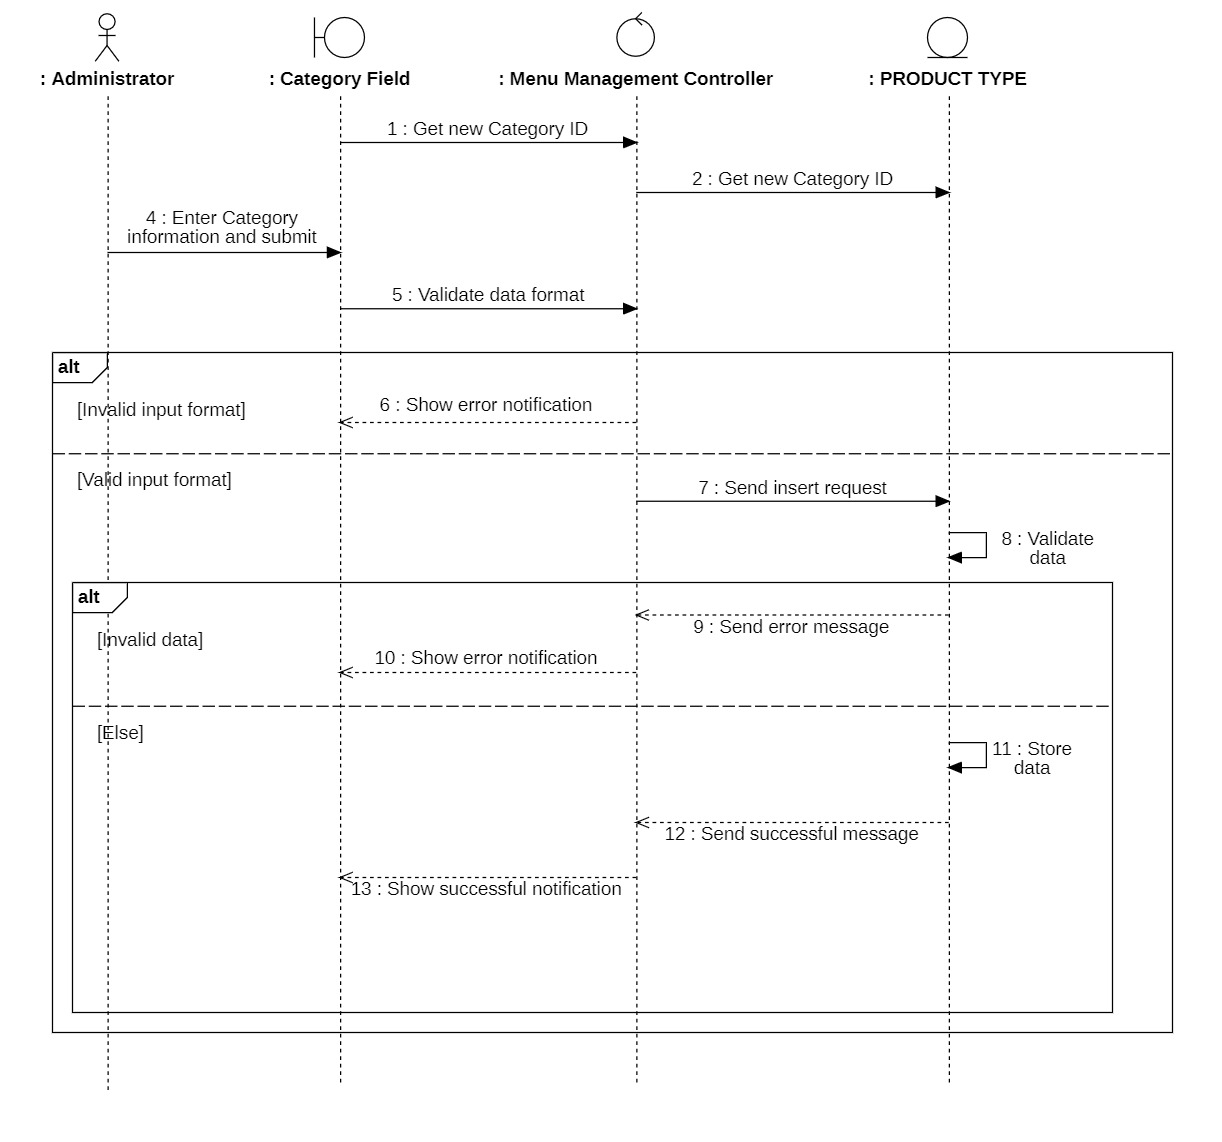 : Administrator
: Category Field
: Menu Management Controller
: PRODUCT TYPE
1 : Get new Category ID
2 : Get new Category ID
4 : Enter Category
information and submit
5 : Validate data format
alt
[Invalid input format]
6 : Show error notification
[Valid input format]
7 : Send insert request
8 : Validate
data
alt
9 : Send error message
[Invalid data]
10 : Show error notification
[Else]
11 : Store
data
12 : Send successful message
13 : Show successful notification